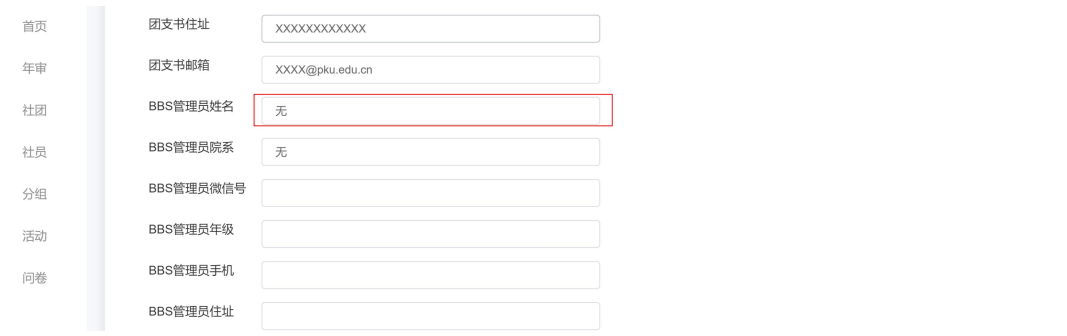 首页
年审
社团
社员
分组
活动
问卷
团支书住址 XXXXXXXXXXXX
团支书邮箱 XXXX@pku.edu.cn
BBS管理员姓名 无
BBS管理员院系 无
BBS管理员微信号
BBS管理员年级
BBS管理员手机
BBS管理员住址